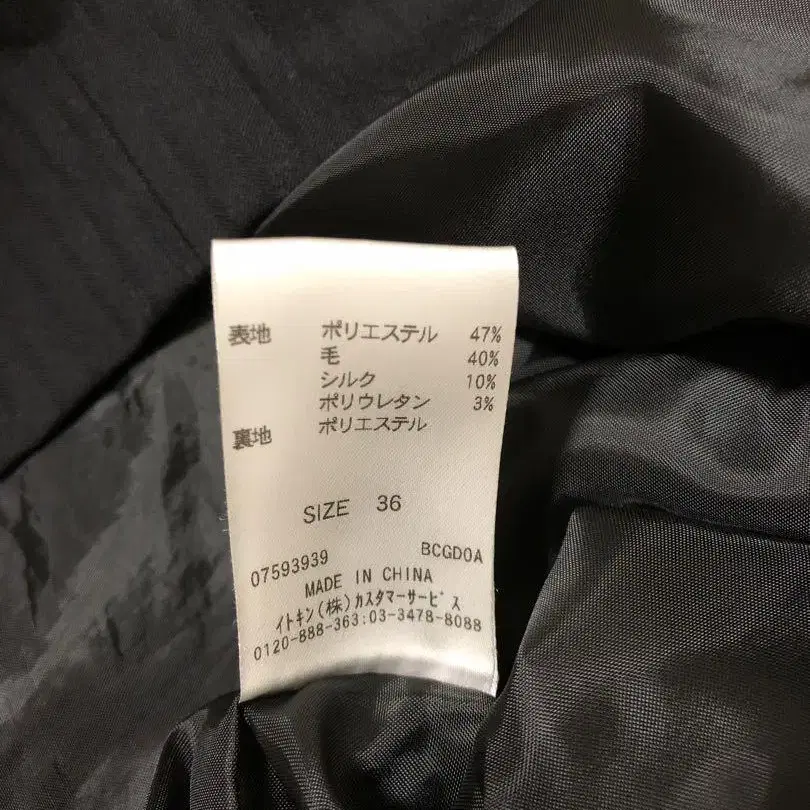 表地 ポリエステル 47%
毛 40%
シルク 10%
ポリウレタン 3%
裏地 ポリエステル
SIZE 36
07593939 BCGD0A
MADE IN CHINA
イトキン(株)カスタマーサービス
0120-888-363:03-3478-8088